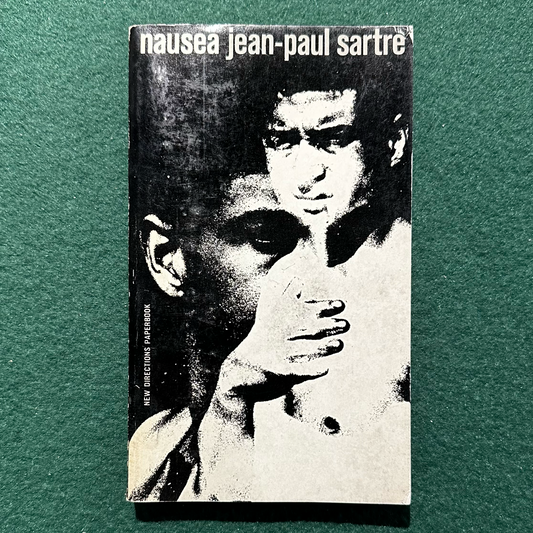 nausea jean-paul sartre
NEW DIRECTIONS PAPERBOOK